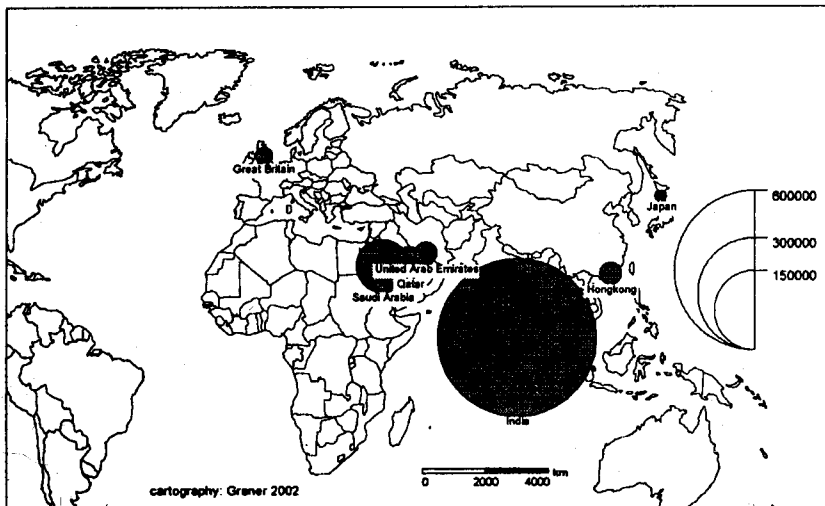 Great Britain
Japan
600000
300000
150000
United Arab Emirates
Qatar
Saudi Arabia
Hongkong
India
0 2000 4000 km
cartography: Graner 2002